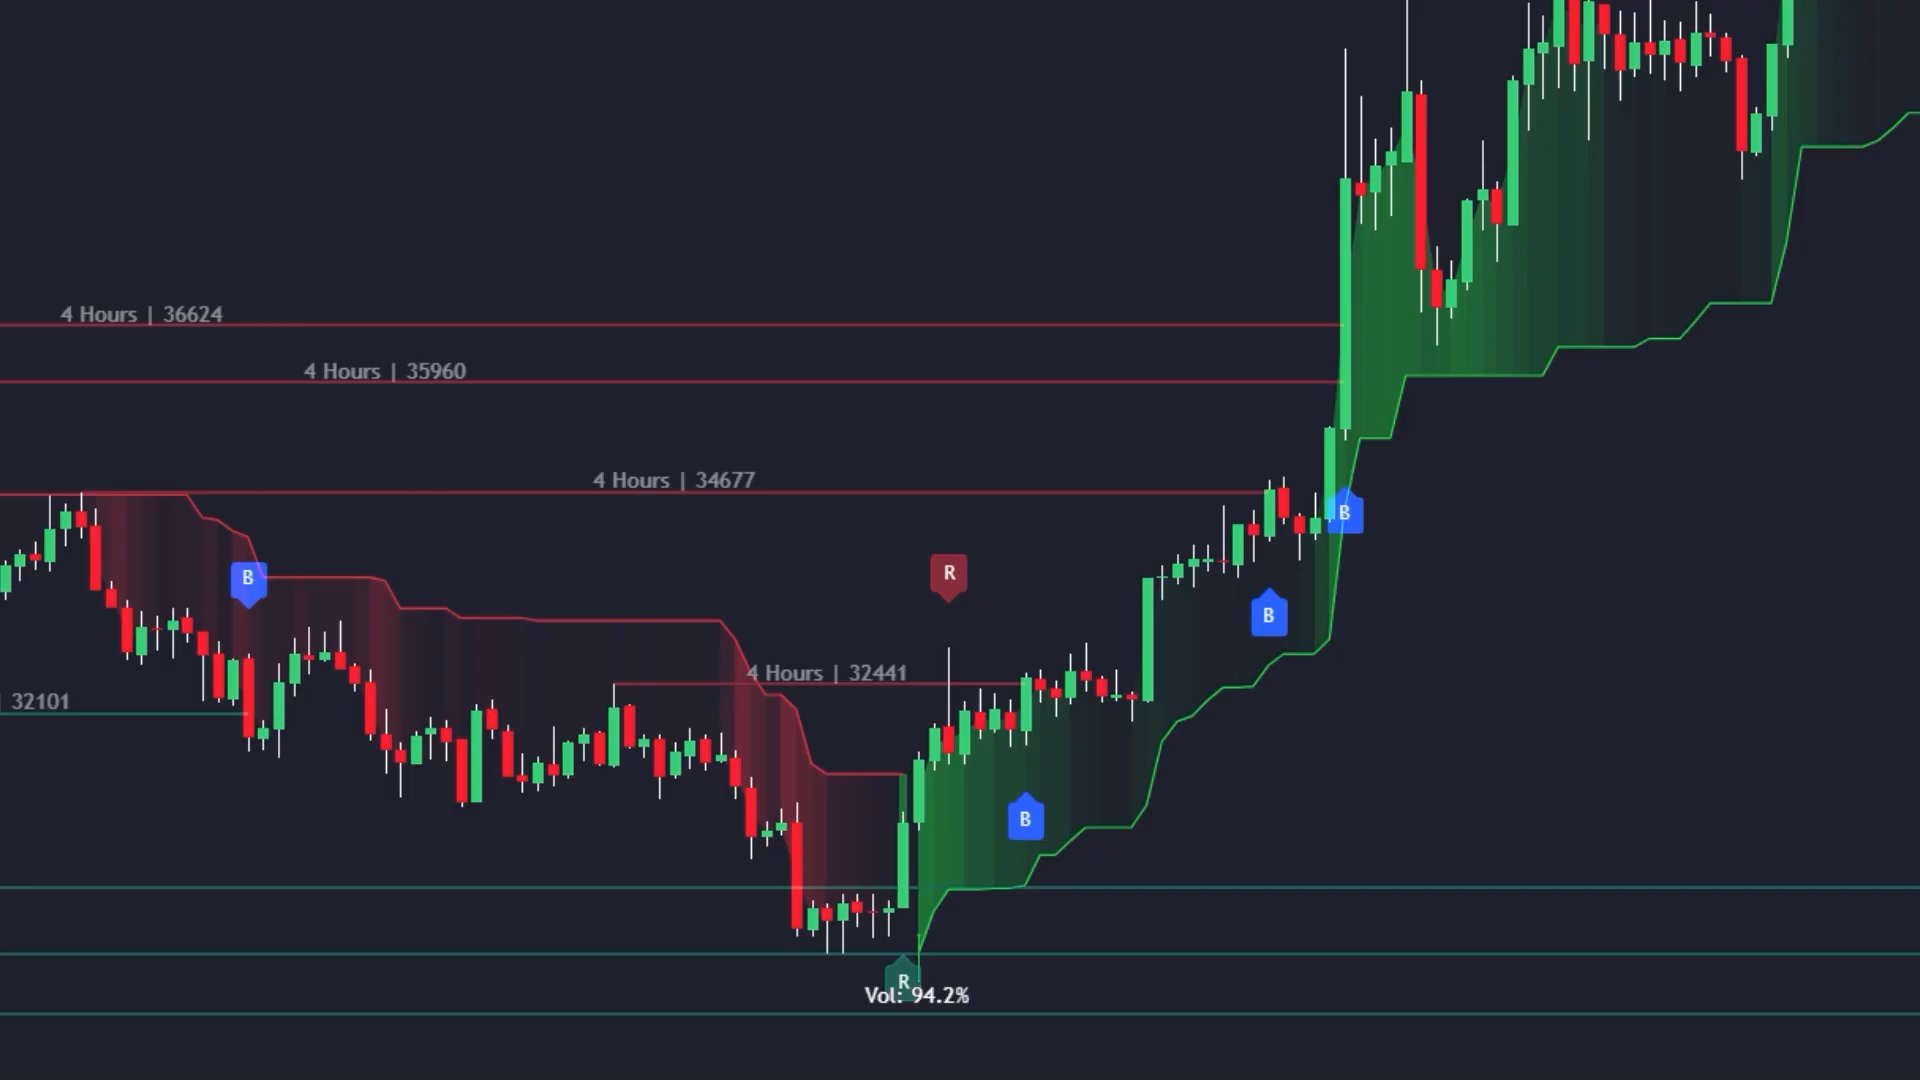 4 Hours | 36624
4 Hours | 35960
4 Hours | 34677
B
R
B
4 Hours | 32441
B
| 32101
B
R
Vol: 94.2%